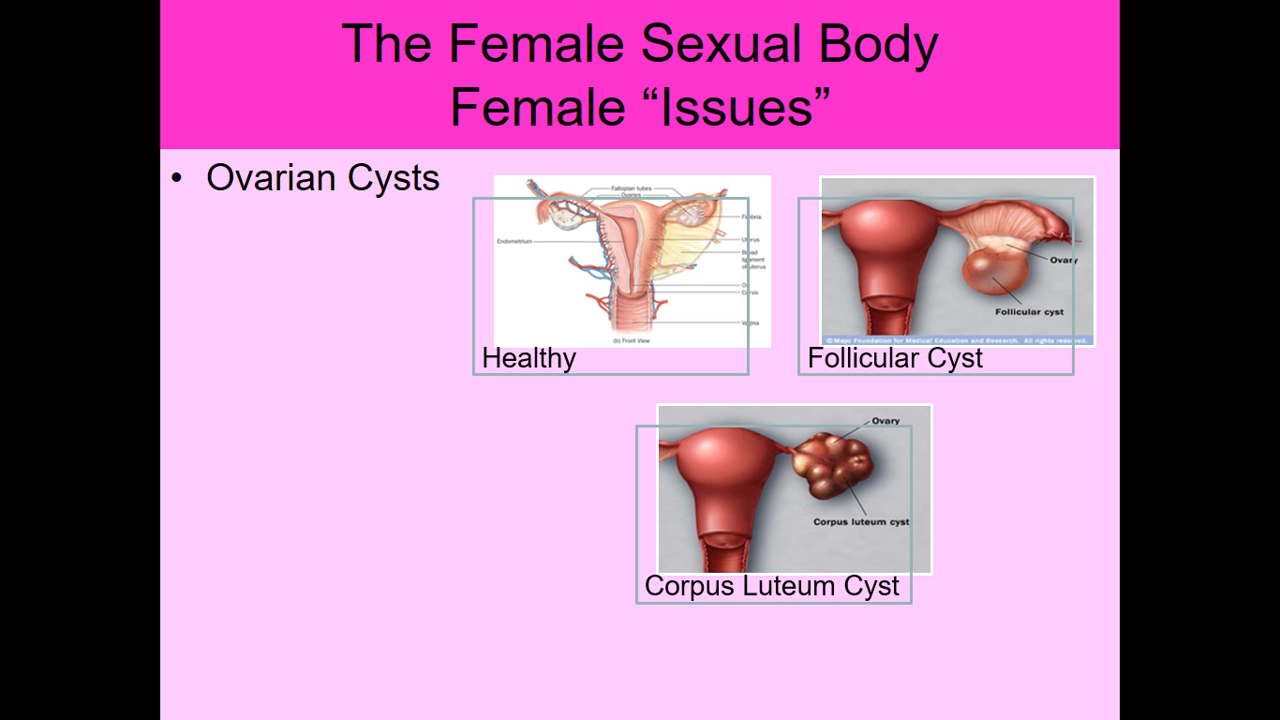 The Female Sexual Body
Female “Issues”
• Ovarian Cysts
Fallopian tubes
Ovaries
Fimbria
Endometrium
Uterus
Broad
ligament
of uterus
Os
Cervix
Vagina
(b) Front View
Healthy
Ovary
Follicular cyst
©Mayo Foundation for Medical Education and Research. All rights reserved.
Follicular Cyst
Ovary
Corpus luteum cyst
Corpus Luteum Cyst